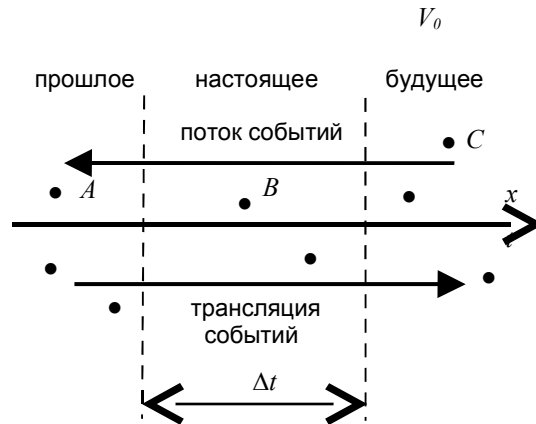 V₀
прошлое настоящее будущее
поток событий
C
A
B
x
t
трансляция
событий
Δt